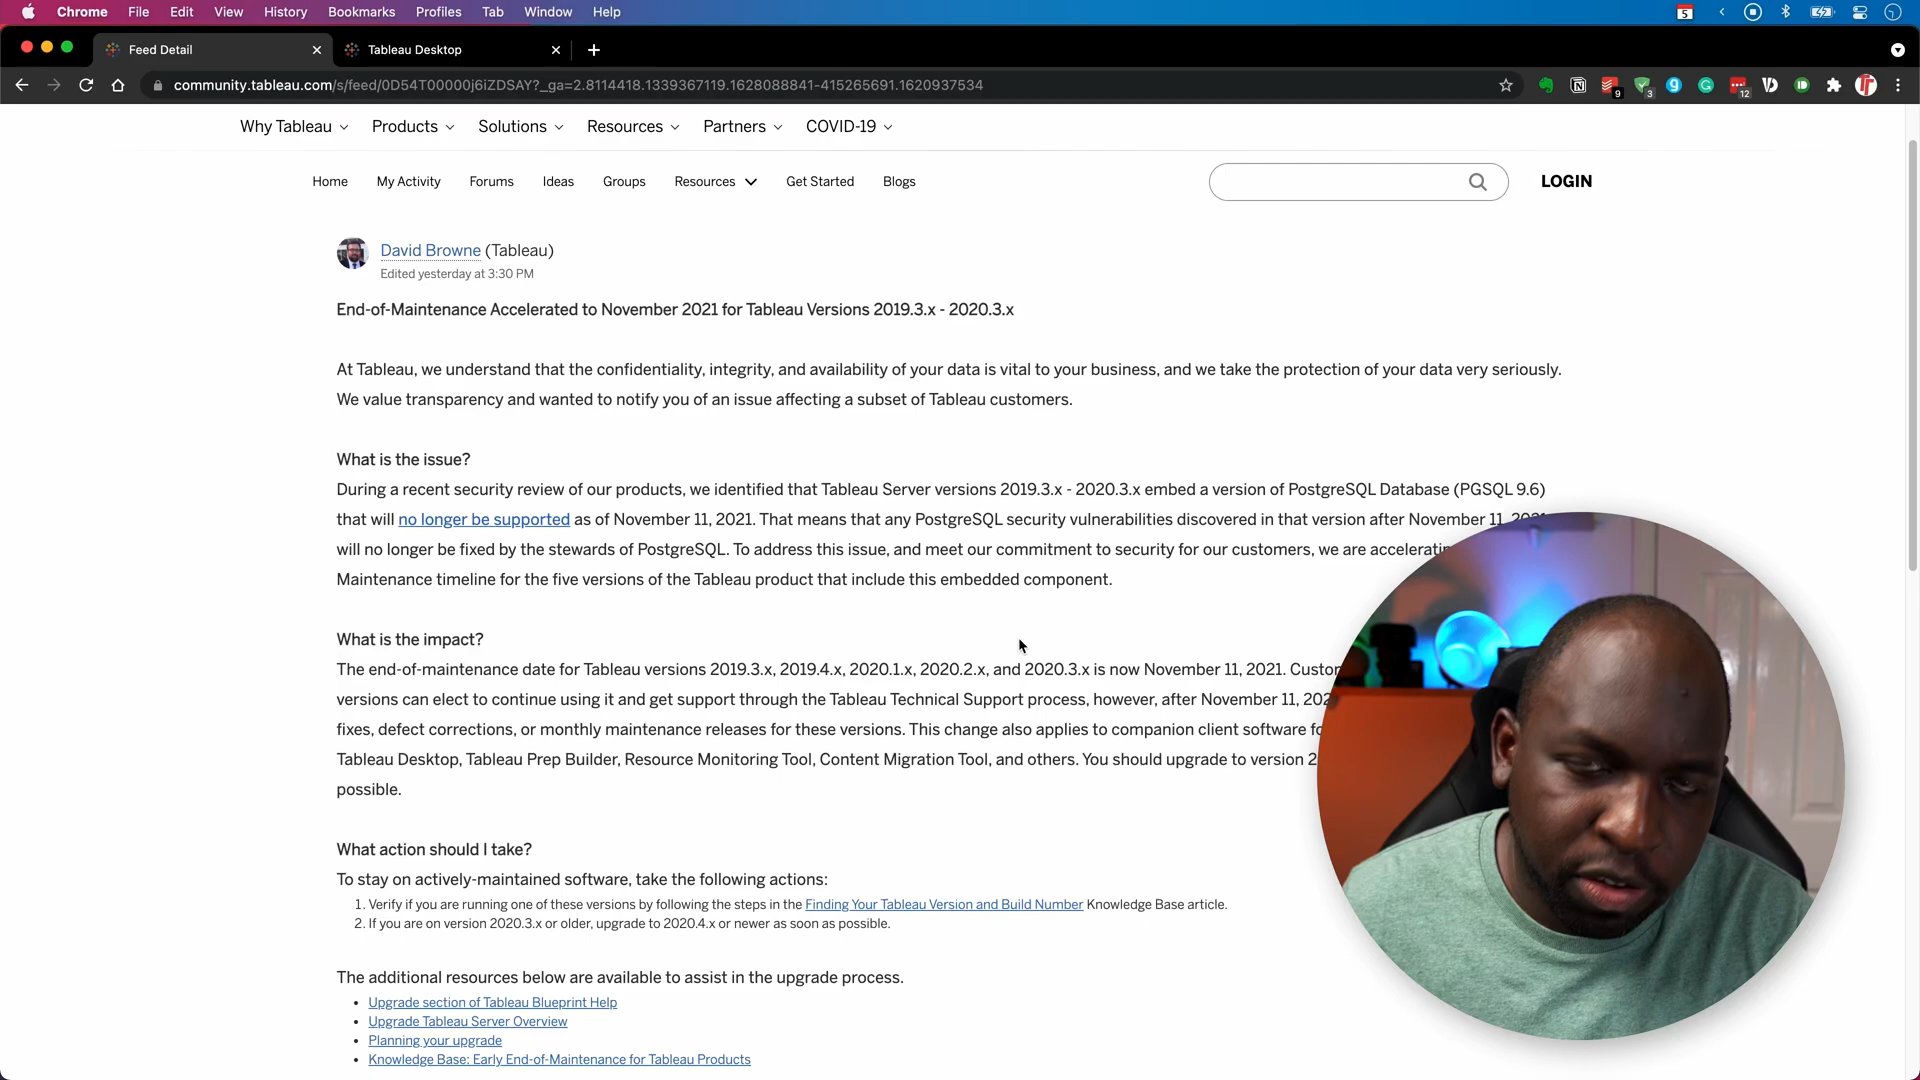 Chrome File Edit View History Bookmarks Profiles Tab Window Help
5
Feed Detail
Tableau Desktop
community.tableau.com/s/feed/0D54T00000j6iZDSAY?_ga=2.8114418.1339367119.1628088841-415265691.1620937534
9
3
12
Why Tableau Products Solutions Resources Partners COVID-19
Home My Activity Forums Ideas Groups Resources Get Started Blogs
LOGIN
David Browne (Tableau)
Edited yesterday at 3:30 PM
End-of-Maintenance Accelerated to November 2021 for Tableau Versions 2019.3.x - 2020.3.x
At Tableau, we understand that the confidentiality, integrity, and availability of your data is vital to your business, and we take the protection of your data very seriously.
We value transparency and wanted to notify you of an issue affecting a subset of Tableau customers.
What is the issue?
During a recent security review of our products, we identified that Tableau Server versions 2019.3.x - 2020.3.x embed a version of PostgreSQL Database (PGSQL 9.6)
that will no longer be supported as of November 11, 2021. That means that any PostgreSQL security vulnerabilities discovered in that version after November 11, 2021
will no longer be fixed by the stewards of PostgreSQL. To address this issue, and meet our commitment to security for our customers, we are
Maintenance timeline for the five versions of the Tableau product that include this embedded component.
What is the impact?
The end-of-maintenance date for Tableau versions 2019.3.x, 2019.4.x, 2020.1.x, 2020.2.x, and 2020.3.x is now November 11, 2021.
versions can elect to continue using it and get support through the Tableau Technical Support process, however, after November 11,
fixes, defect corrections, or monthly maintenance releases for these versions. This change also applies to companion client software
Tableau Desktop, Tableau Prep Builder, Resource Monitoring Tool, Content Migration Tool, and others. You should upgrade to version
possible.
What action should I take?
To stay on actively-maintained software, take the following actions:
1. Verify if you are running one of these versions by following the steps in the Finding Your Tableau Version and Build Number Knowledge Base article.
2. If you are on version 2020.3.x or older, upgrade to 2020.4.x or newer as soon as possible.
The additional resources below are available to assist in the upgrade process.
• Upgrade section of Tableau Blueprint Help
• Upgrade Tableau Server Overview
• Planning your upgrade
• Knowledge Base: Early End-of-Maintenance for Tableau Products